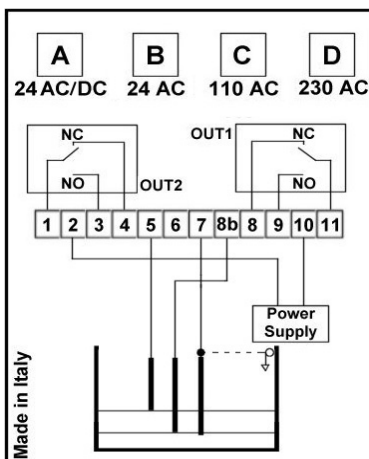 A B C D
24 AC/DC 24 AC 110 AC 230 AC
NC OUT1 NC
NO OUT2 NO
1 2 3 4 5 6 7 8b 8 9 10 11
Power
Supply
Made in Italy